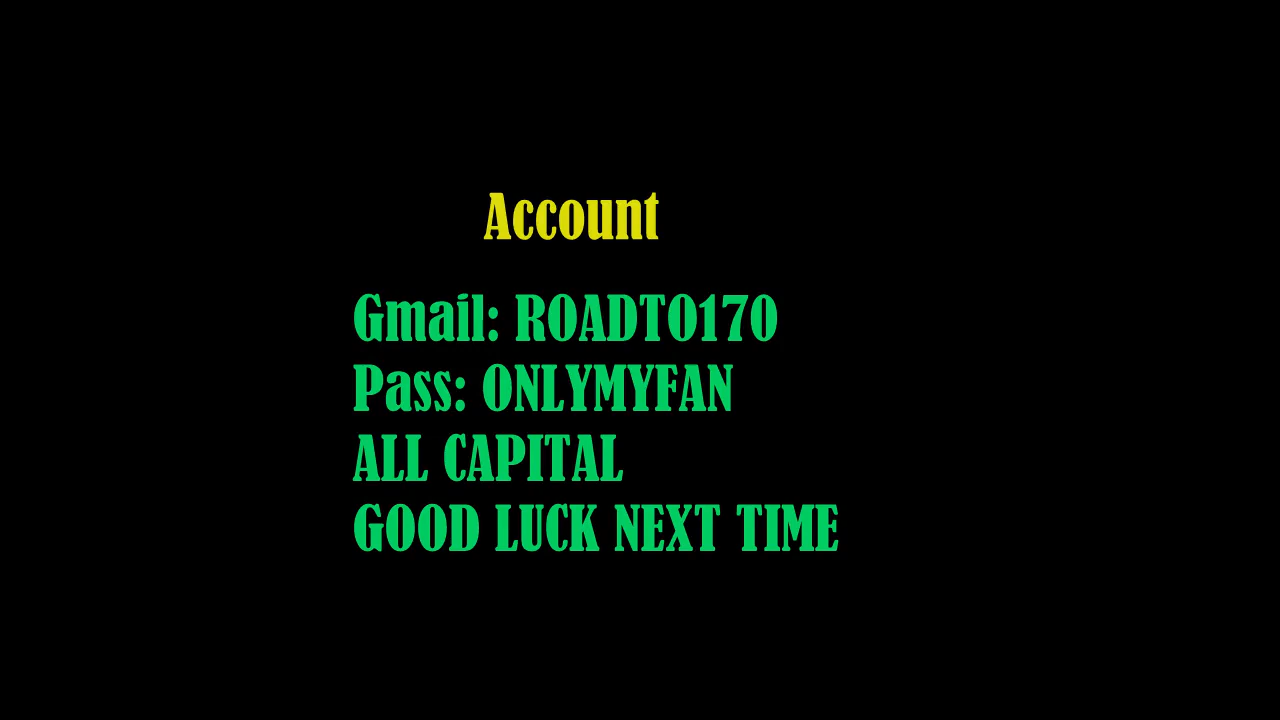 Account
Gmail: ROADTO170
Pass: ONLYMYFAN
ALL CAPITAL
GOOD LUCK NEXT TIME